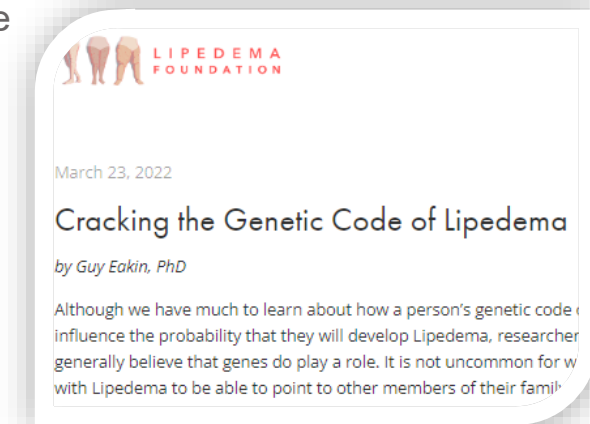 e
LIPEDEMA
FOUNDATION
March 23, 2022
Cracking the Genetic Code of Lipedema
by Guy Eakin, PhD
Although we have much to learn about how a person's genetic code
influence the probability that they will develop Lipedema, researcher
generally believe that genes do play a role. It is not uncommon for w
with Lipedema to be able to point to other members of their famil